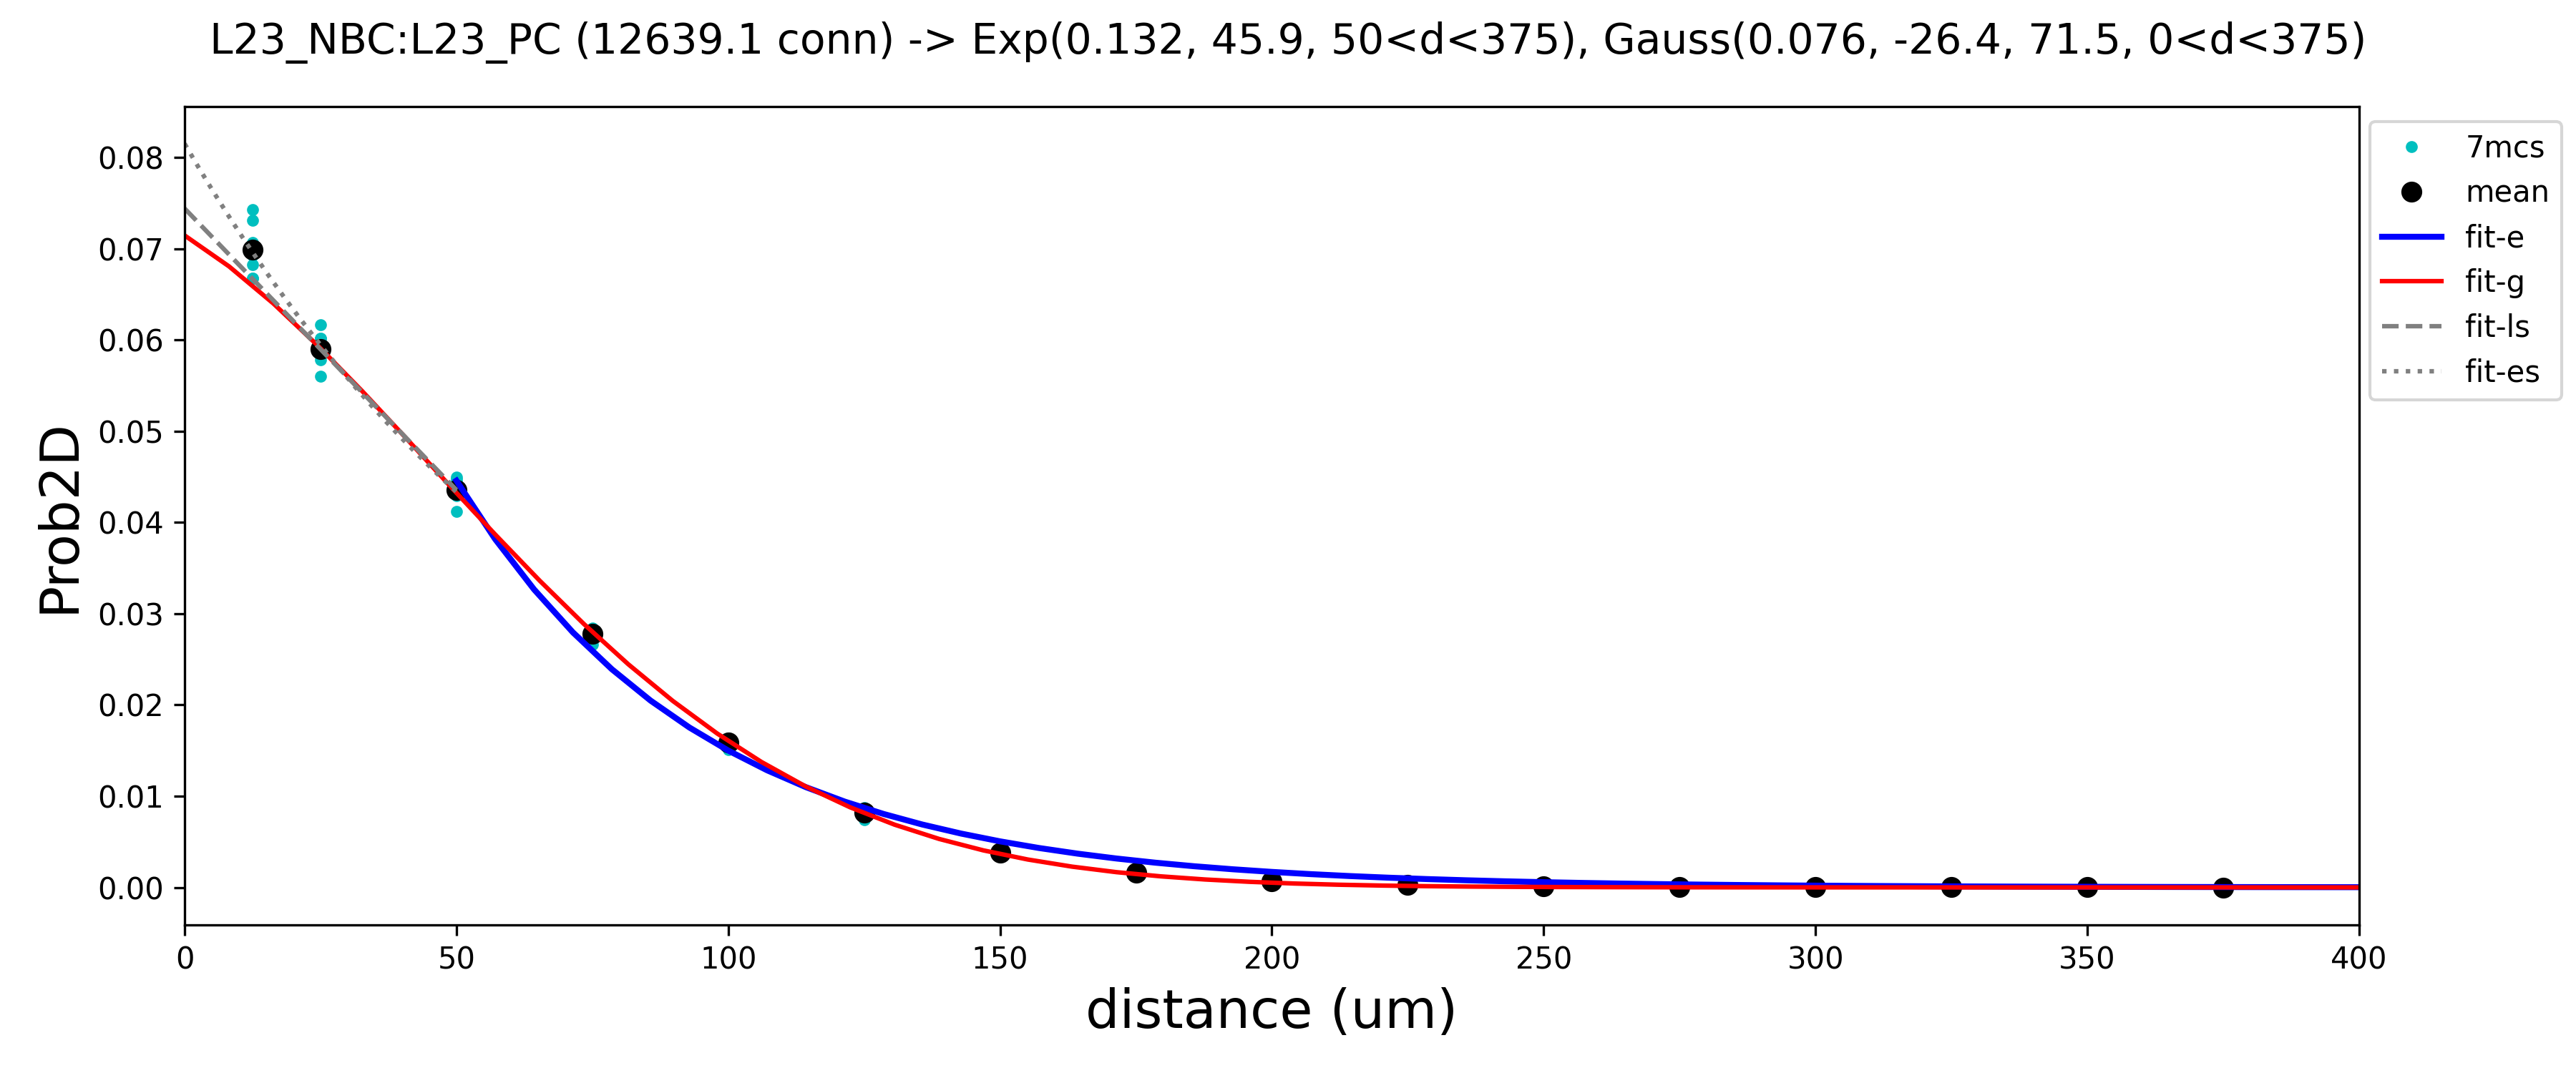 L23_NBC:L23_PC (12639.1 conn) -> Exp(0.132, 45.9, 50<d<375), Gauss(0.076, -26.4, 71.5, 0<d<375)
Prob2D
0.08
0.07
0.06
0.05
0.04
0.03
0.02
0.01
0.00
0 50 100 150 200 250 300 350 400
distance (um)
7mcs
mean
fit-e
fit-g
fit-ls
fit-es